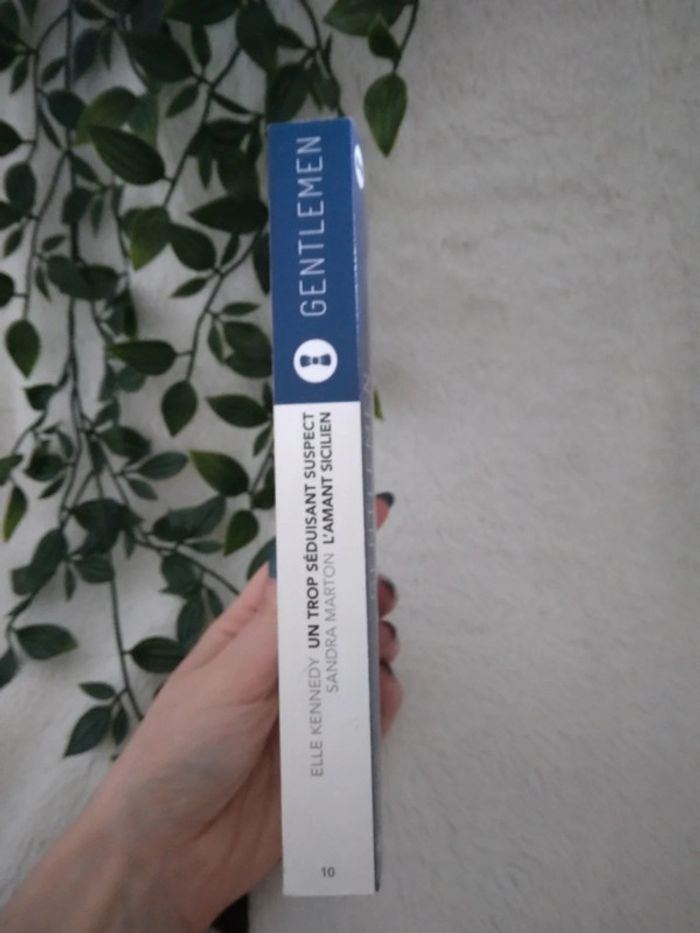 GENTLEMEN
ELLE KENNEDY UN TROP SÉDUISANT SUSPECT
SANDRA MARTON L'AMANT SICILIEN
10